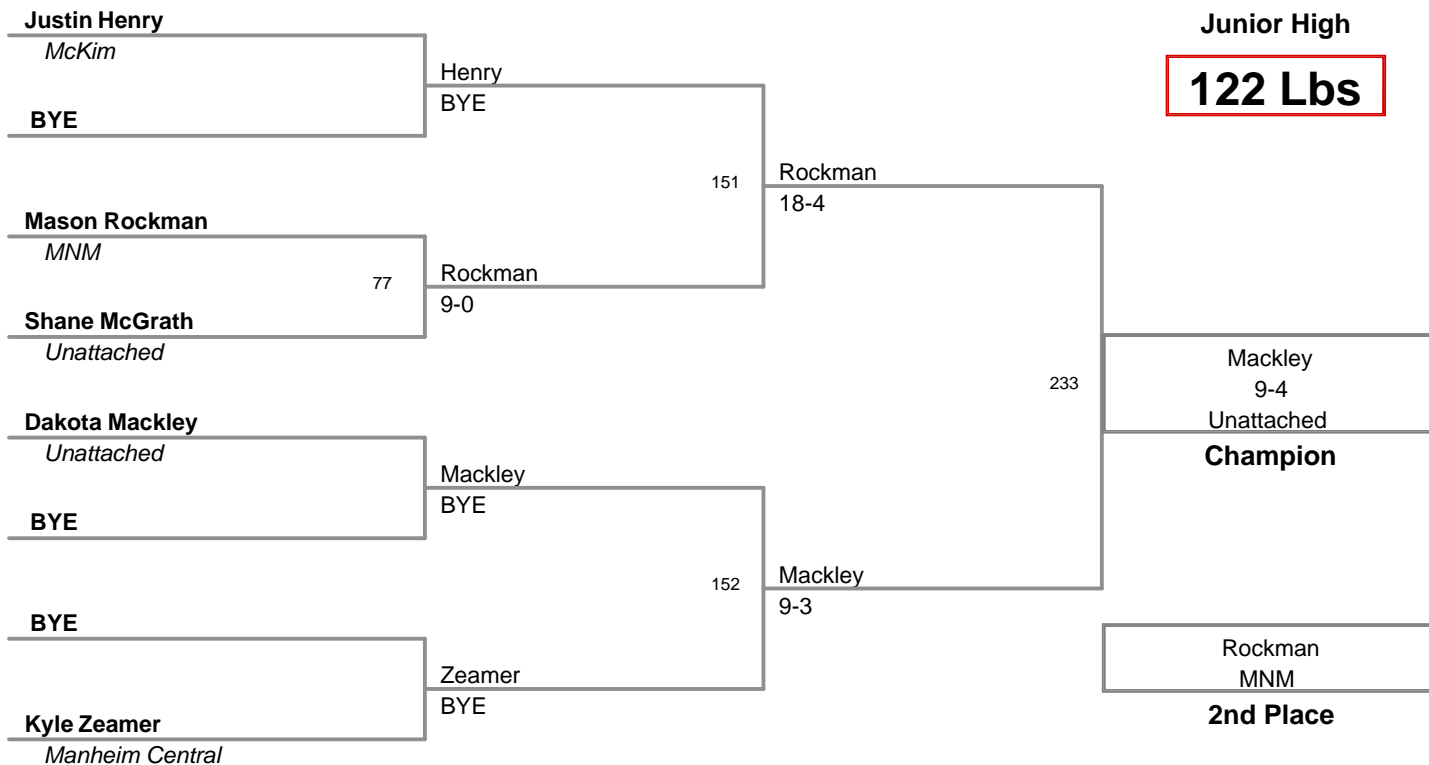 Justin Henry
McKim
BYE
Mason Rockman
MNM
77
Shane McGrath
Unattached
Dakota Mackley
Unattached
BYE
BYE
Kyle Zeamer
Manheim Central
Henry
BYE
Rockman
9-0
Mackley
BYE
Zeamer
BYE
151
Rockman
18-4
152
Mackley
9-3
233
Junior High
122 Lbs
Mackley
9-4
Unattached
Champion
Rockman
MNM
2nd Place